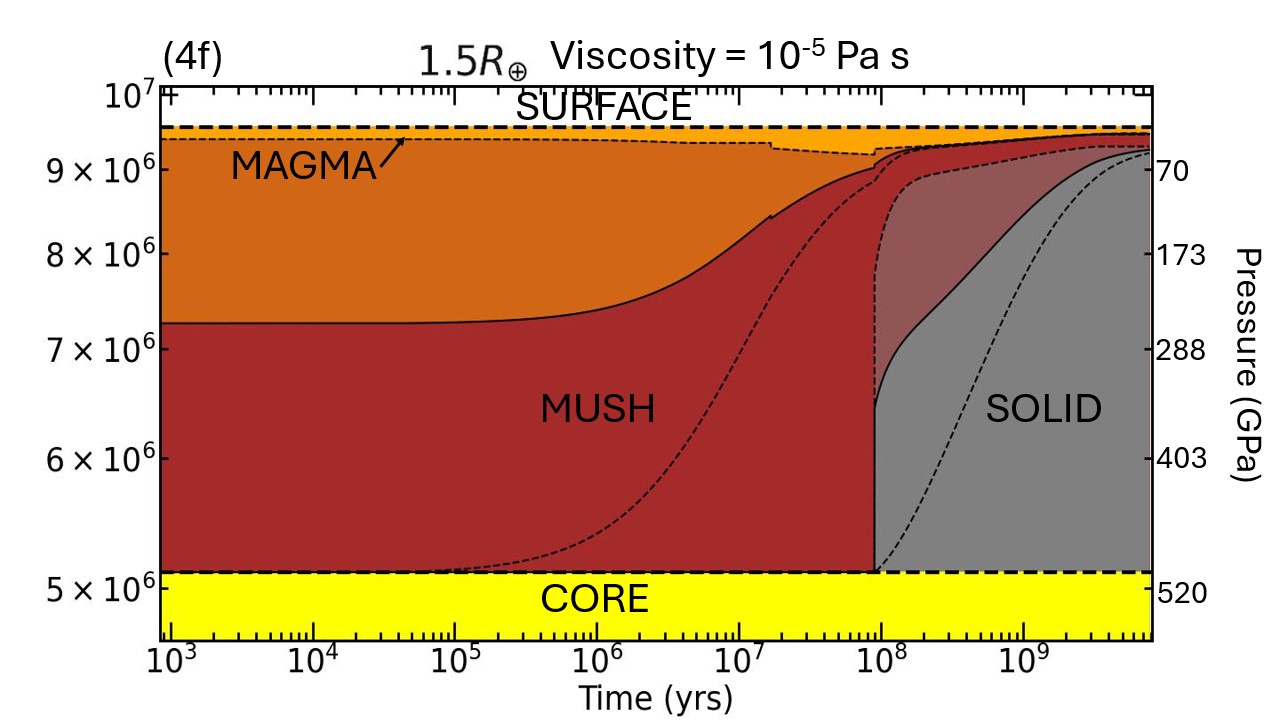 (4f) 1.5R⊕ Viscosity = 10⁻⁵ Pa s
10⁷
SURFACE
MAGMA
9 × 10⁶
70
8 × 10⁶
173
7 × 10⁶
288
MUSH
SOLID
6 × 10⁶
403
5 × 10⁶
CORE
520
Pressure (GPa)
10³ 10⁴ 10⁵ 10⁶ 10⁷ 10⁸ 10⁹
Time (yrs)